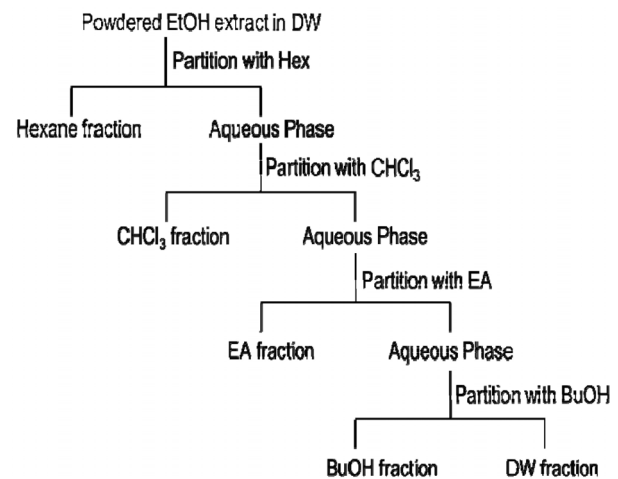 Powdered EtOH extract in DW
Partition with Hex
Hexane fraction
Aqueous Phase
Partition with CHCl₃
CHCl₃ fraction
Aqueous Phase
Partition with EA
EA fraction
Aqueous Phase
Partition with BuOH
BuOH fraction
DW fraction